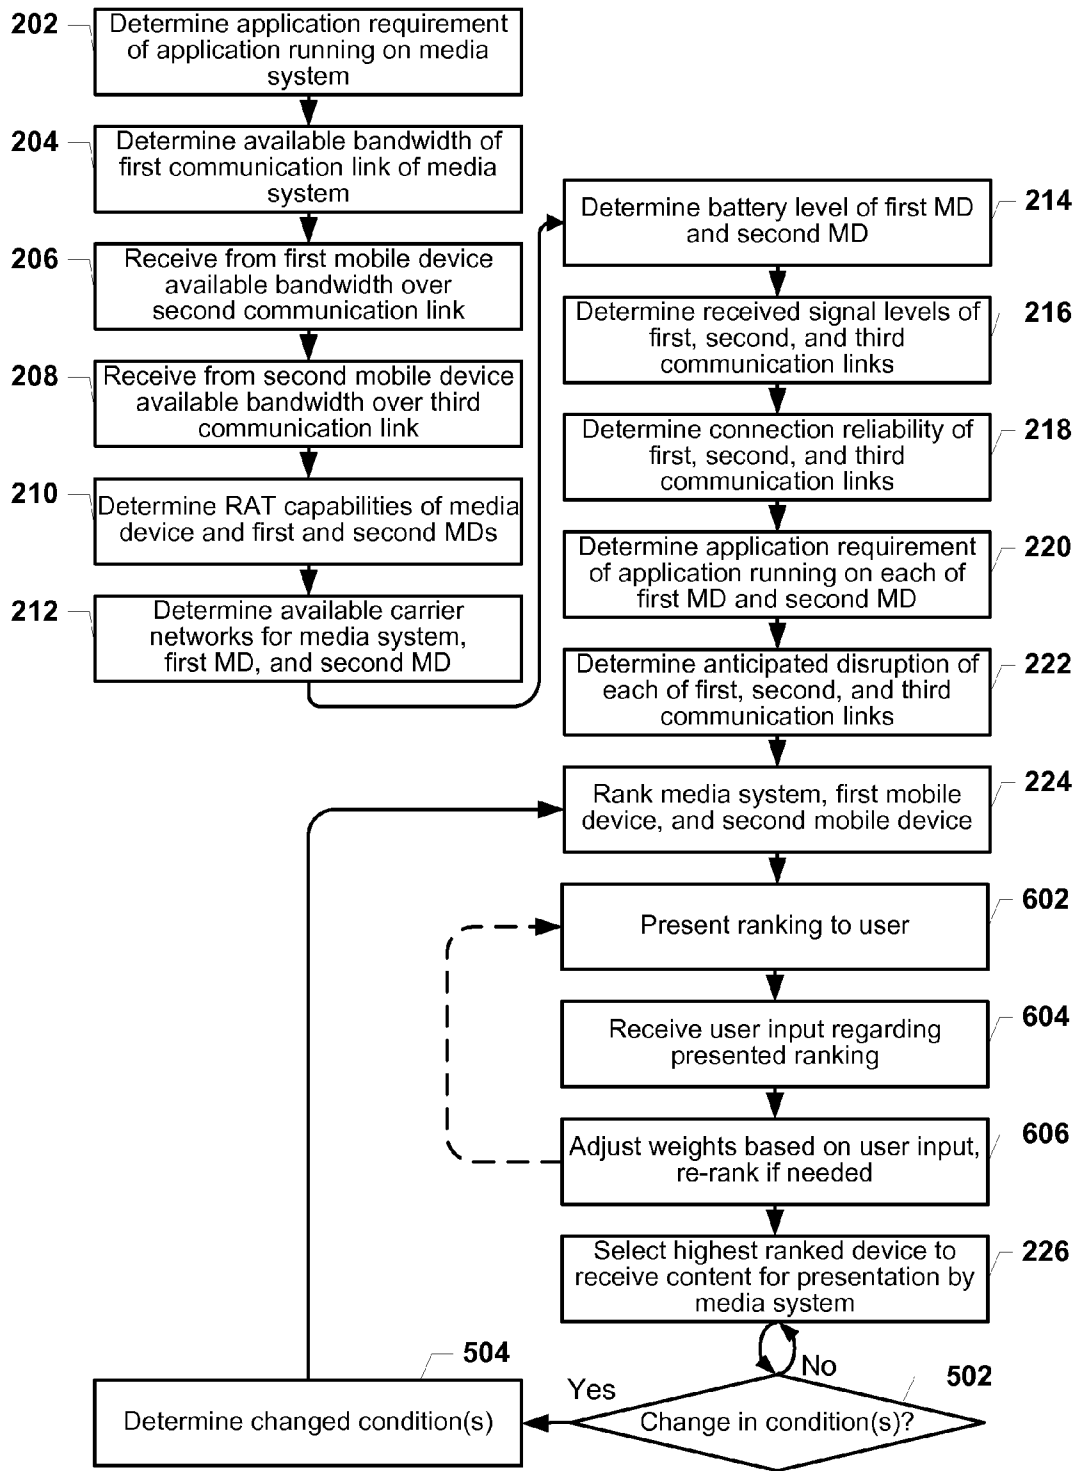 202
Determine application requirement
of application running on media
system
204
Determine available bandwidth of
first communication link of media
system
206
Receive from first mobile device
available bandwidth over
second communication link
208
Receive from second mobile device
available bandwidth over third
communication link
210
Determine RAT capabilities of media
device and first and second MDs
212
Determine available carrier
networks for media system,
first MD, and second MD
214
Determine battery level of first MD
and second MD
216
Determine received signal levels of
first, second, and third
communication links
218
Determine connection reliability of
first, second, and third
communication links
220
Determine application requirement
of application running on each of
first MD and second MD
222
Determine anticipated disruption of
each of first, second, and third
communication links
224
Rank media system, first mobile
device, and second mobile device
602
Present ranking to user
604
Receive user input regarding
presented ranking
606
Adjust weights based on user input,
re-rank if needed
226
Select highest ranked device to
receive content for presentation by
media system
No
502
Change in condition(s)?
Yes
504
Determine changed condition(s)